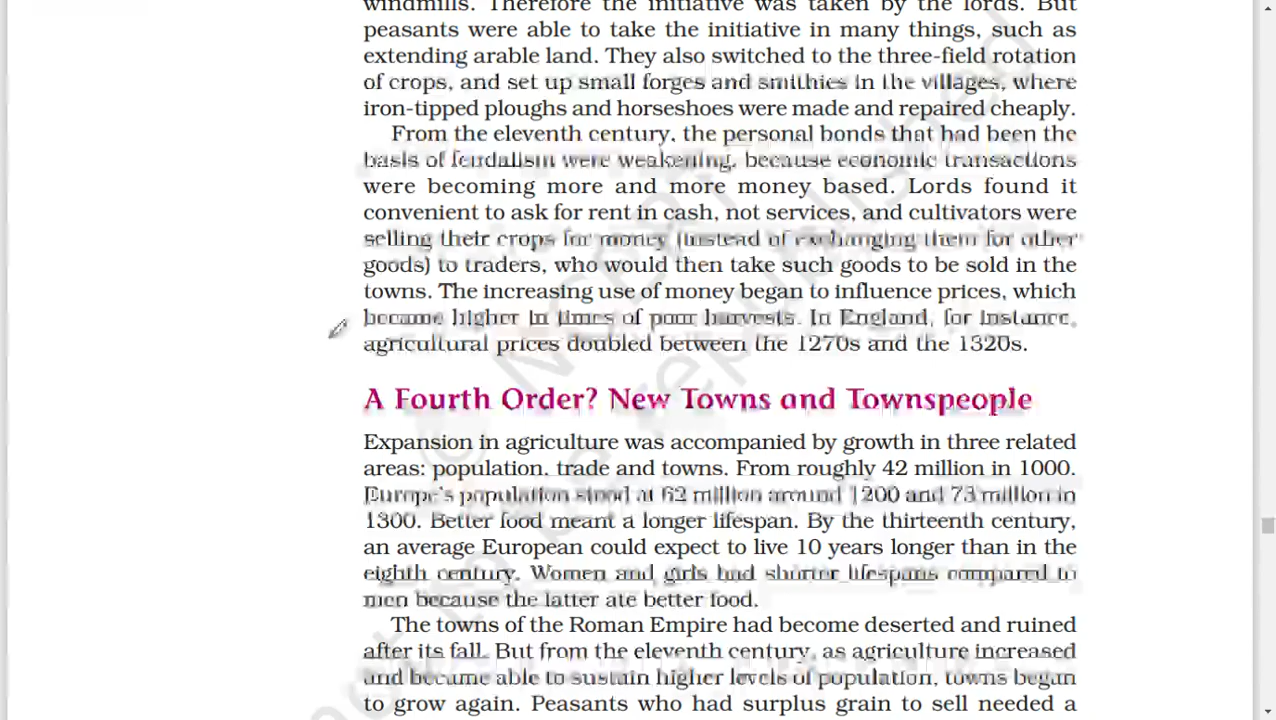 windmills. Therefore the initiative was taken by the lords. But
peasants were able to take the initiative in many things, such as
extending arable land. They also switched to the three-field rotation
of crops, and set up small forges and smithies in the villages, where
iron-tipped ploughs and horseshoes were made and repaired cheaply.
From the eleventh century, the personal bonds that had been the
basis of feudalism were weakening, because economic transactions
were becoming more and more money based. Lords found it
convenient to ask for rent in cash, not services, and cultivators were
selling their crops for money (instead of exchanging them for other
goods) to traders, who would then take such goods to be sold in the
towns. The increasing use of money began to influence prices, which
became higher in times of poor harvests. In England, for instance,
agricultural prices doubled between the 1270s and the 1320s.
A Fourth Order? New Towns and Townspeople
Expansion in agriculture was accompanied by growth in three related
areas: population, trade and towns. From roughly 42 million in 1000,
Europe's population stood at 62 million around 1200 and 73 million in
1300. Better food meant a longer lifespan. By the thirteenth century,
an average European could expect to live 10 years longer than in the
eighth century. Women and girls had shorter lifespans compared to
men because the latter ate better food.
The towns of the Roman Empire had become deserted and ruined
after its fall. But from the eleventh century, as agriculture increased
and became able to sustain higher levels of population, towns began
to grow again. Peasants who had surplus grain to sell needed a
© NCERT
not to be republished